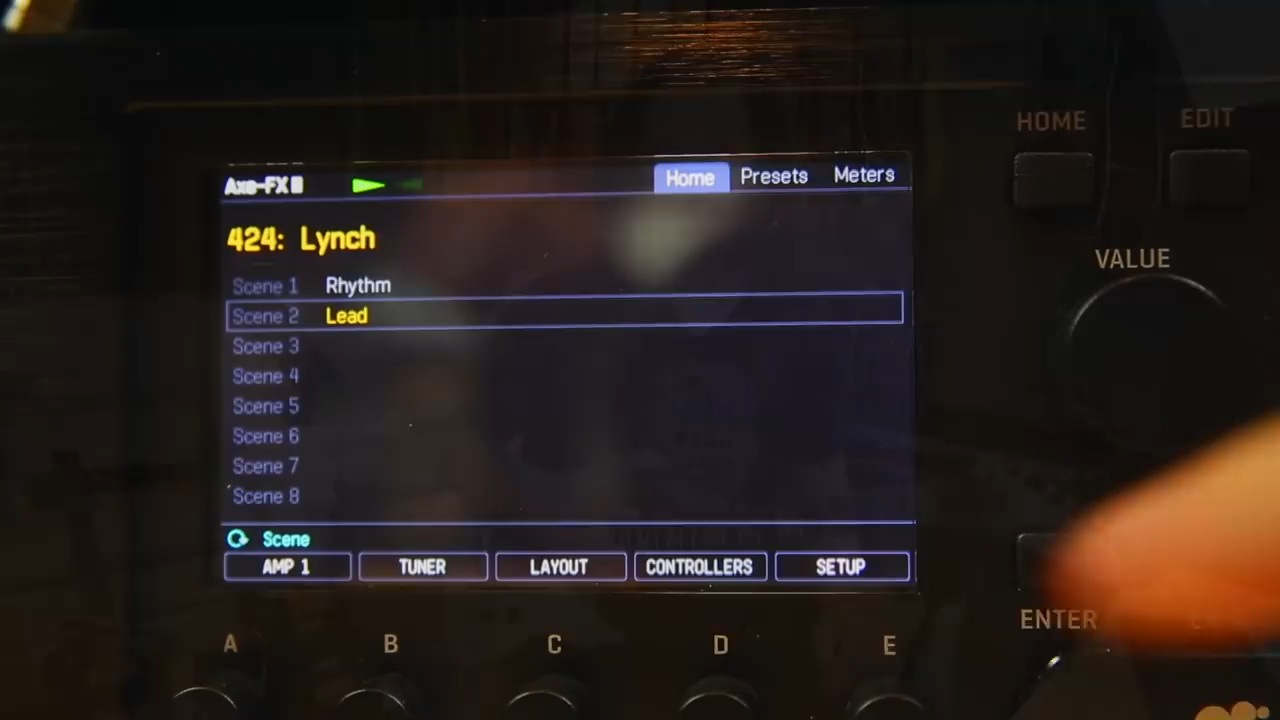 HOME EDIT
Axe-FX III Home Presets Meters
424: Lynch
VALUE
Scene 1 Rhythm
Scene 2 Lead
Scene 3
Scene 4
Scene 5
Scene 6
Scene 7
Scene 8
Scene
AMP 1 TUNER LAYOUT CONTROLLERS SETUP
ENTER
A B C D E